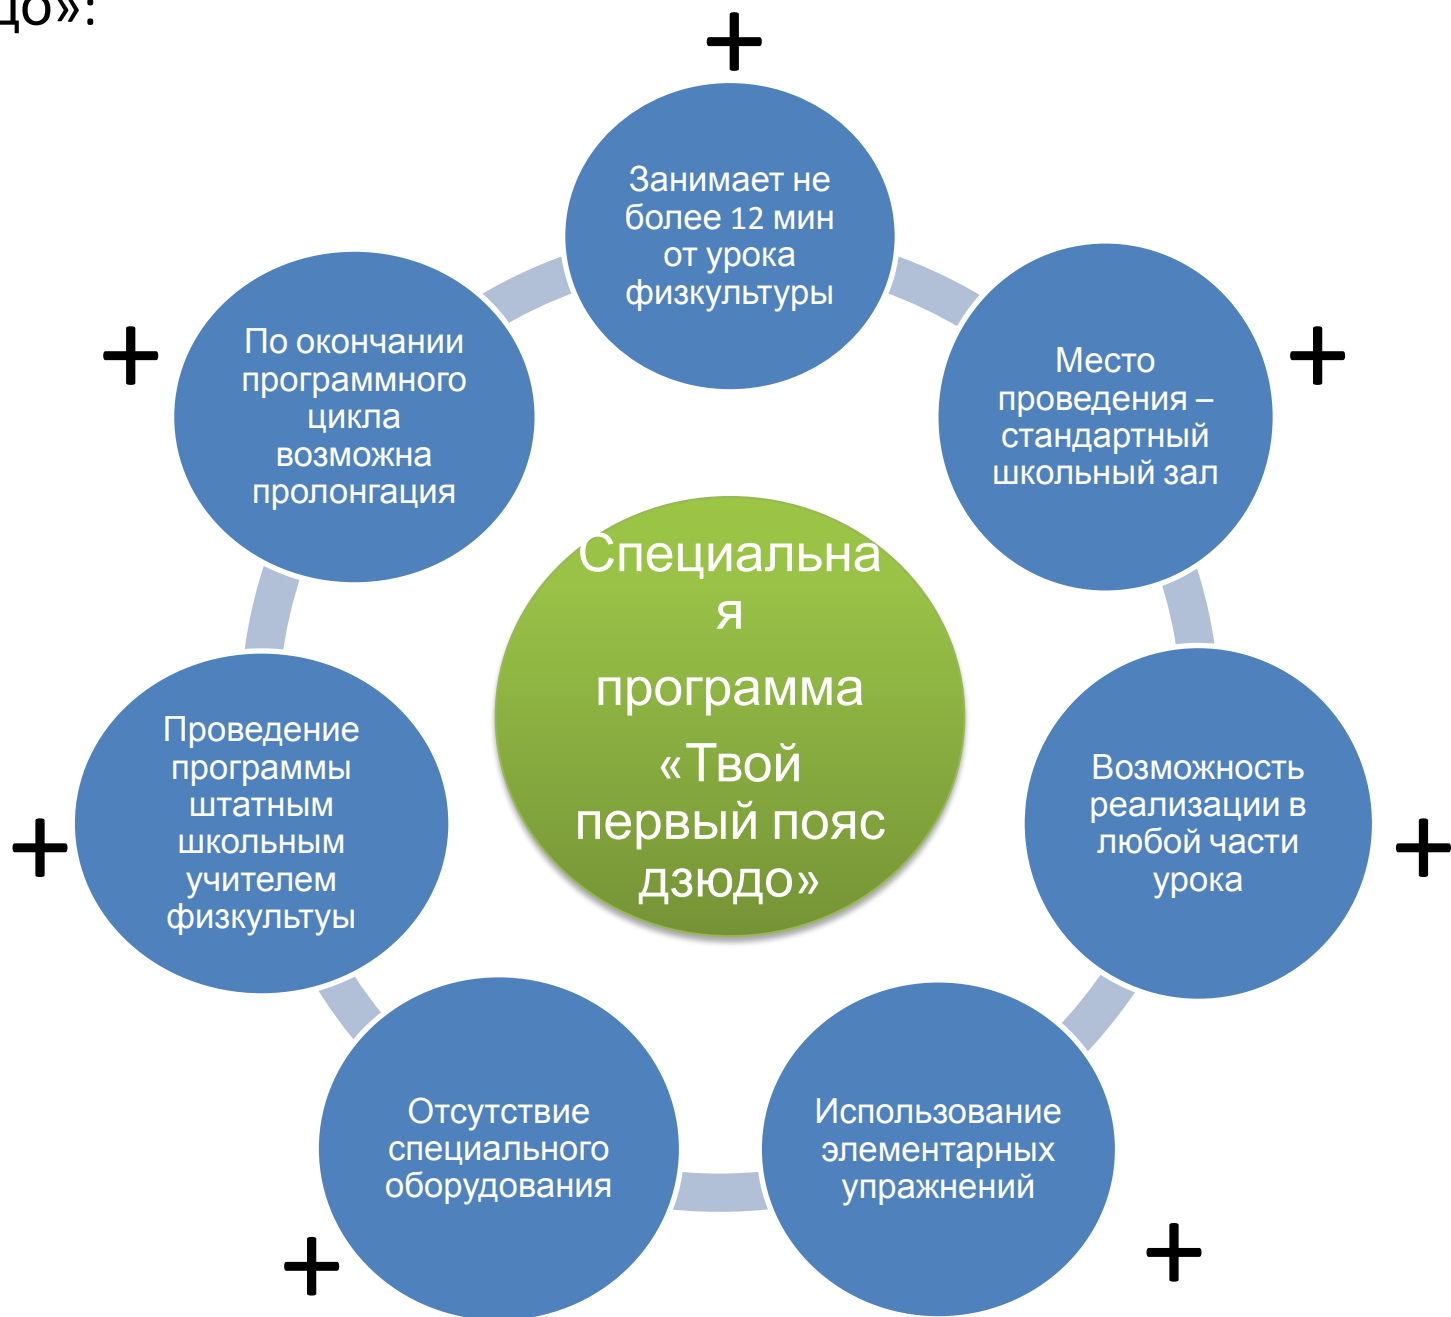 цо»:
+
Занимает не
более 12 мин
от урока
физкультуры
+
Место
проведения –
стандартный
школьный зал
+
Возможность
реализации в
любой части
урока
+
Использование
элементарных
упражнений
+
Отсутствие
специального
оборудования
+
Проведение
программы
штатным
школьным
учителем
физкультуы
+
По окончании
программного
цикла
возможна
пролонгация
Специальна
я
программа
«Твой
первый пояс
дзюдо»